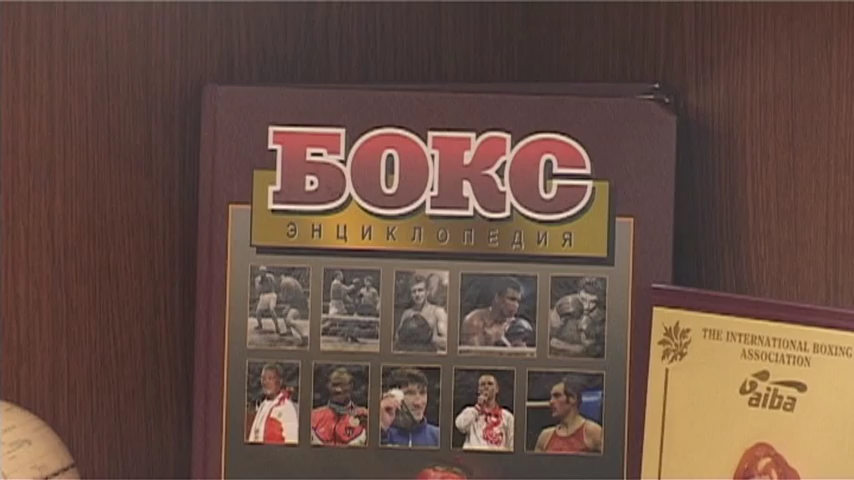 БОКС
ЭНЦИКЛОПЕДИЯ
THE INTERNATIONAL BOXING
ASSOCIATION
aiba